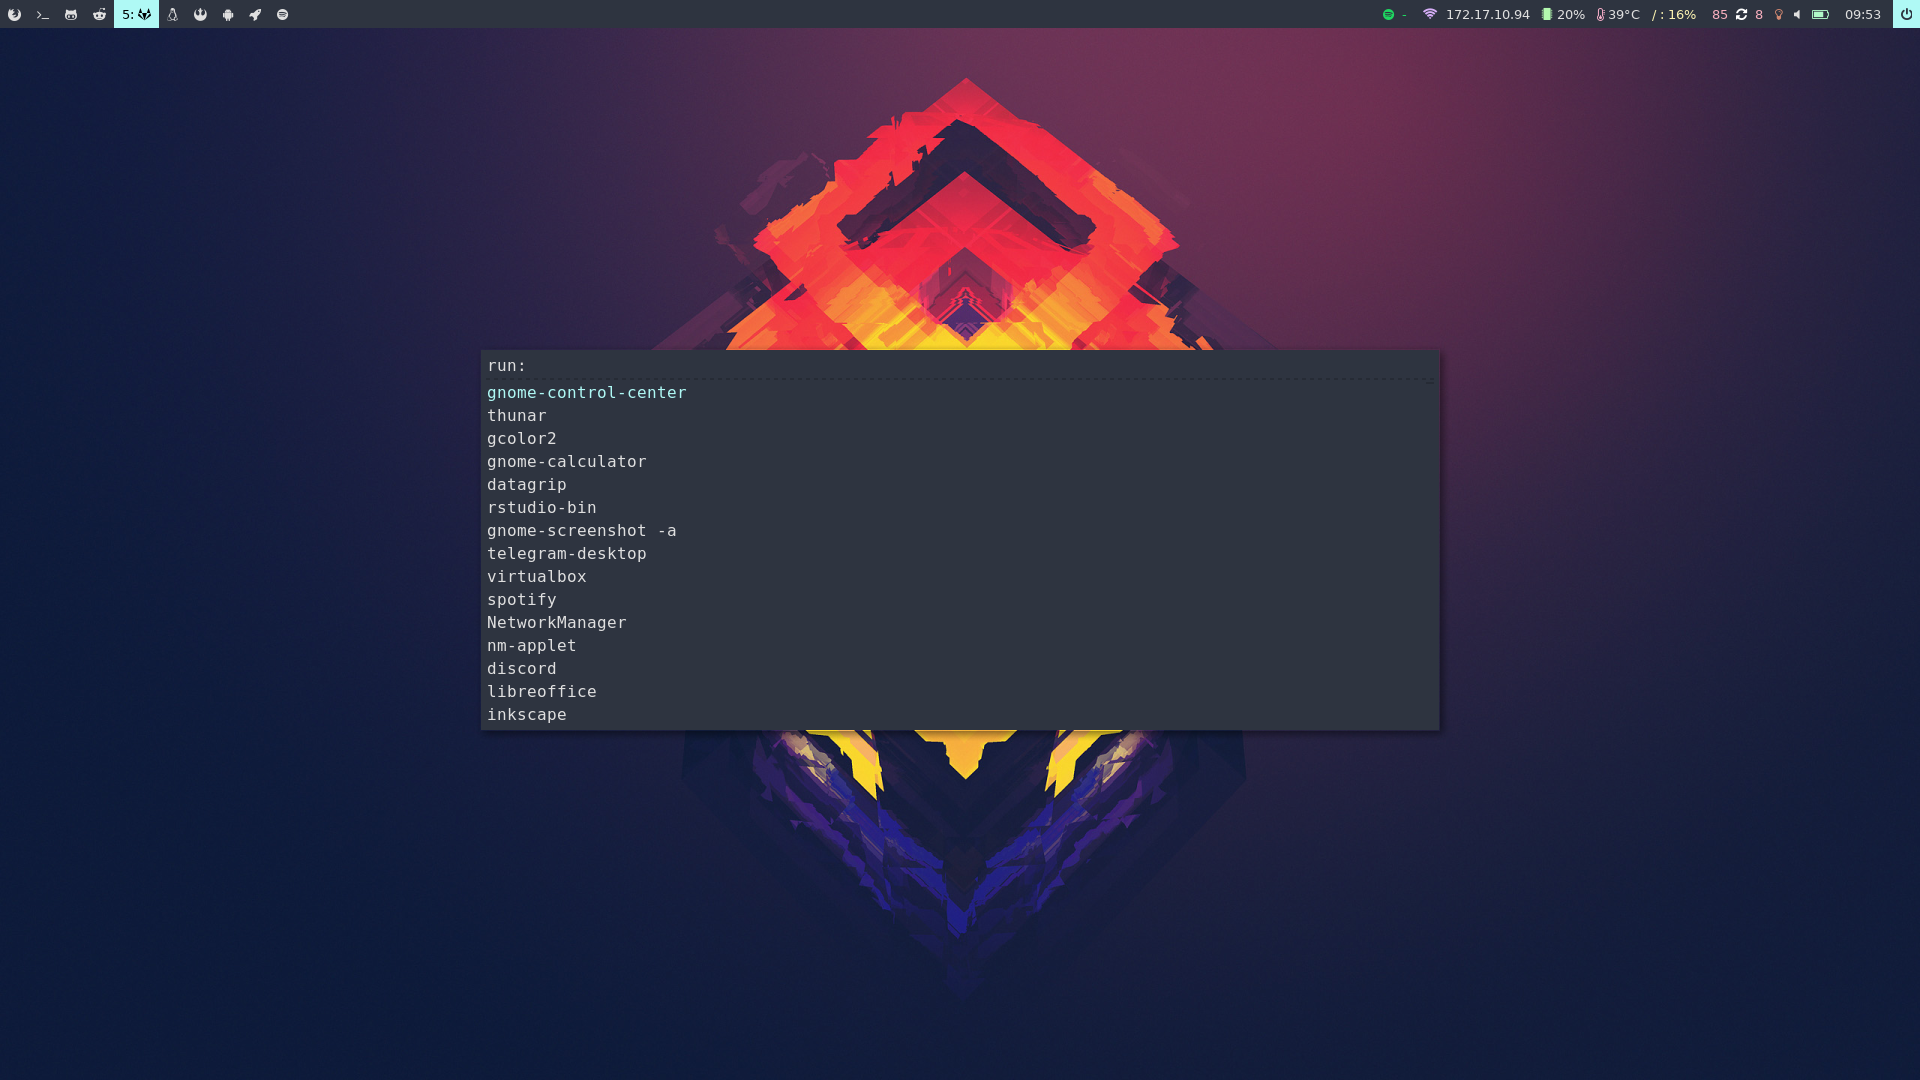 5:
- 172.17.10.94 20% 39°C / : 16% 85 8 09:53
run:
gnome-control-center
thunar
gcolor2
gnome-calculator
datagrip
rstudio-bin
gnome-screenshot -a
telegram-desktop
virtualbox
spotify
NetworkManager
nm-applet
discord
libreoffice
inkscape